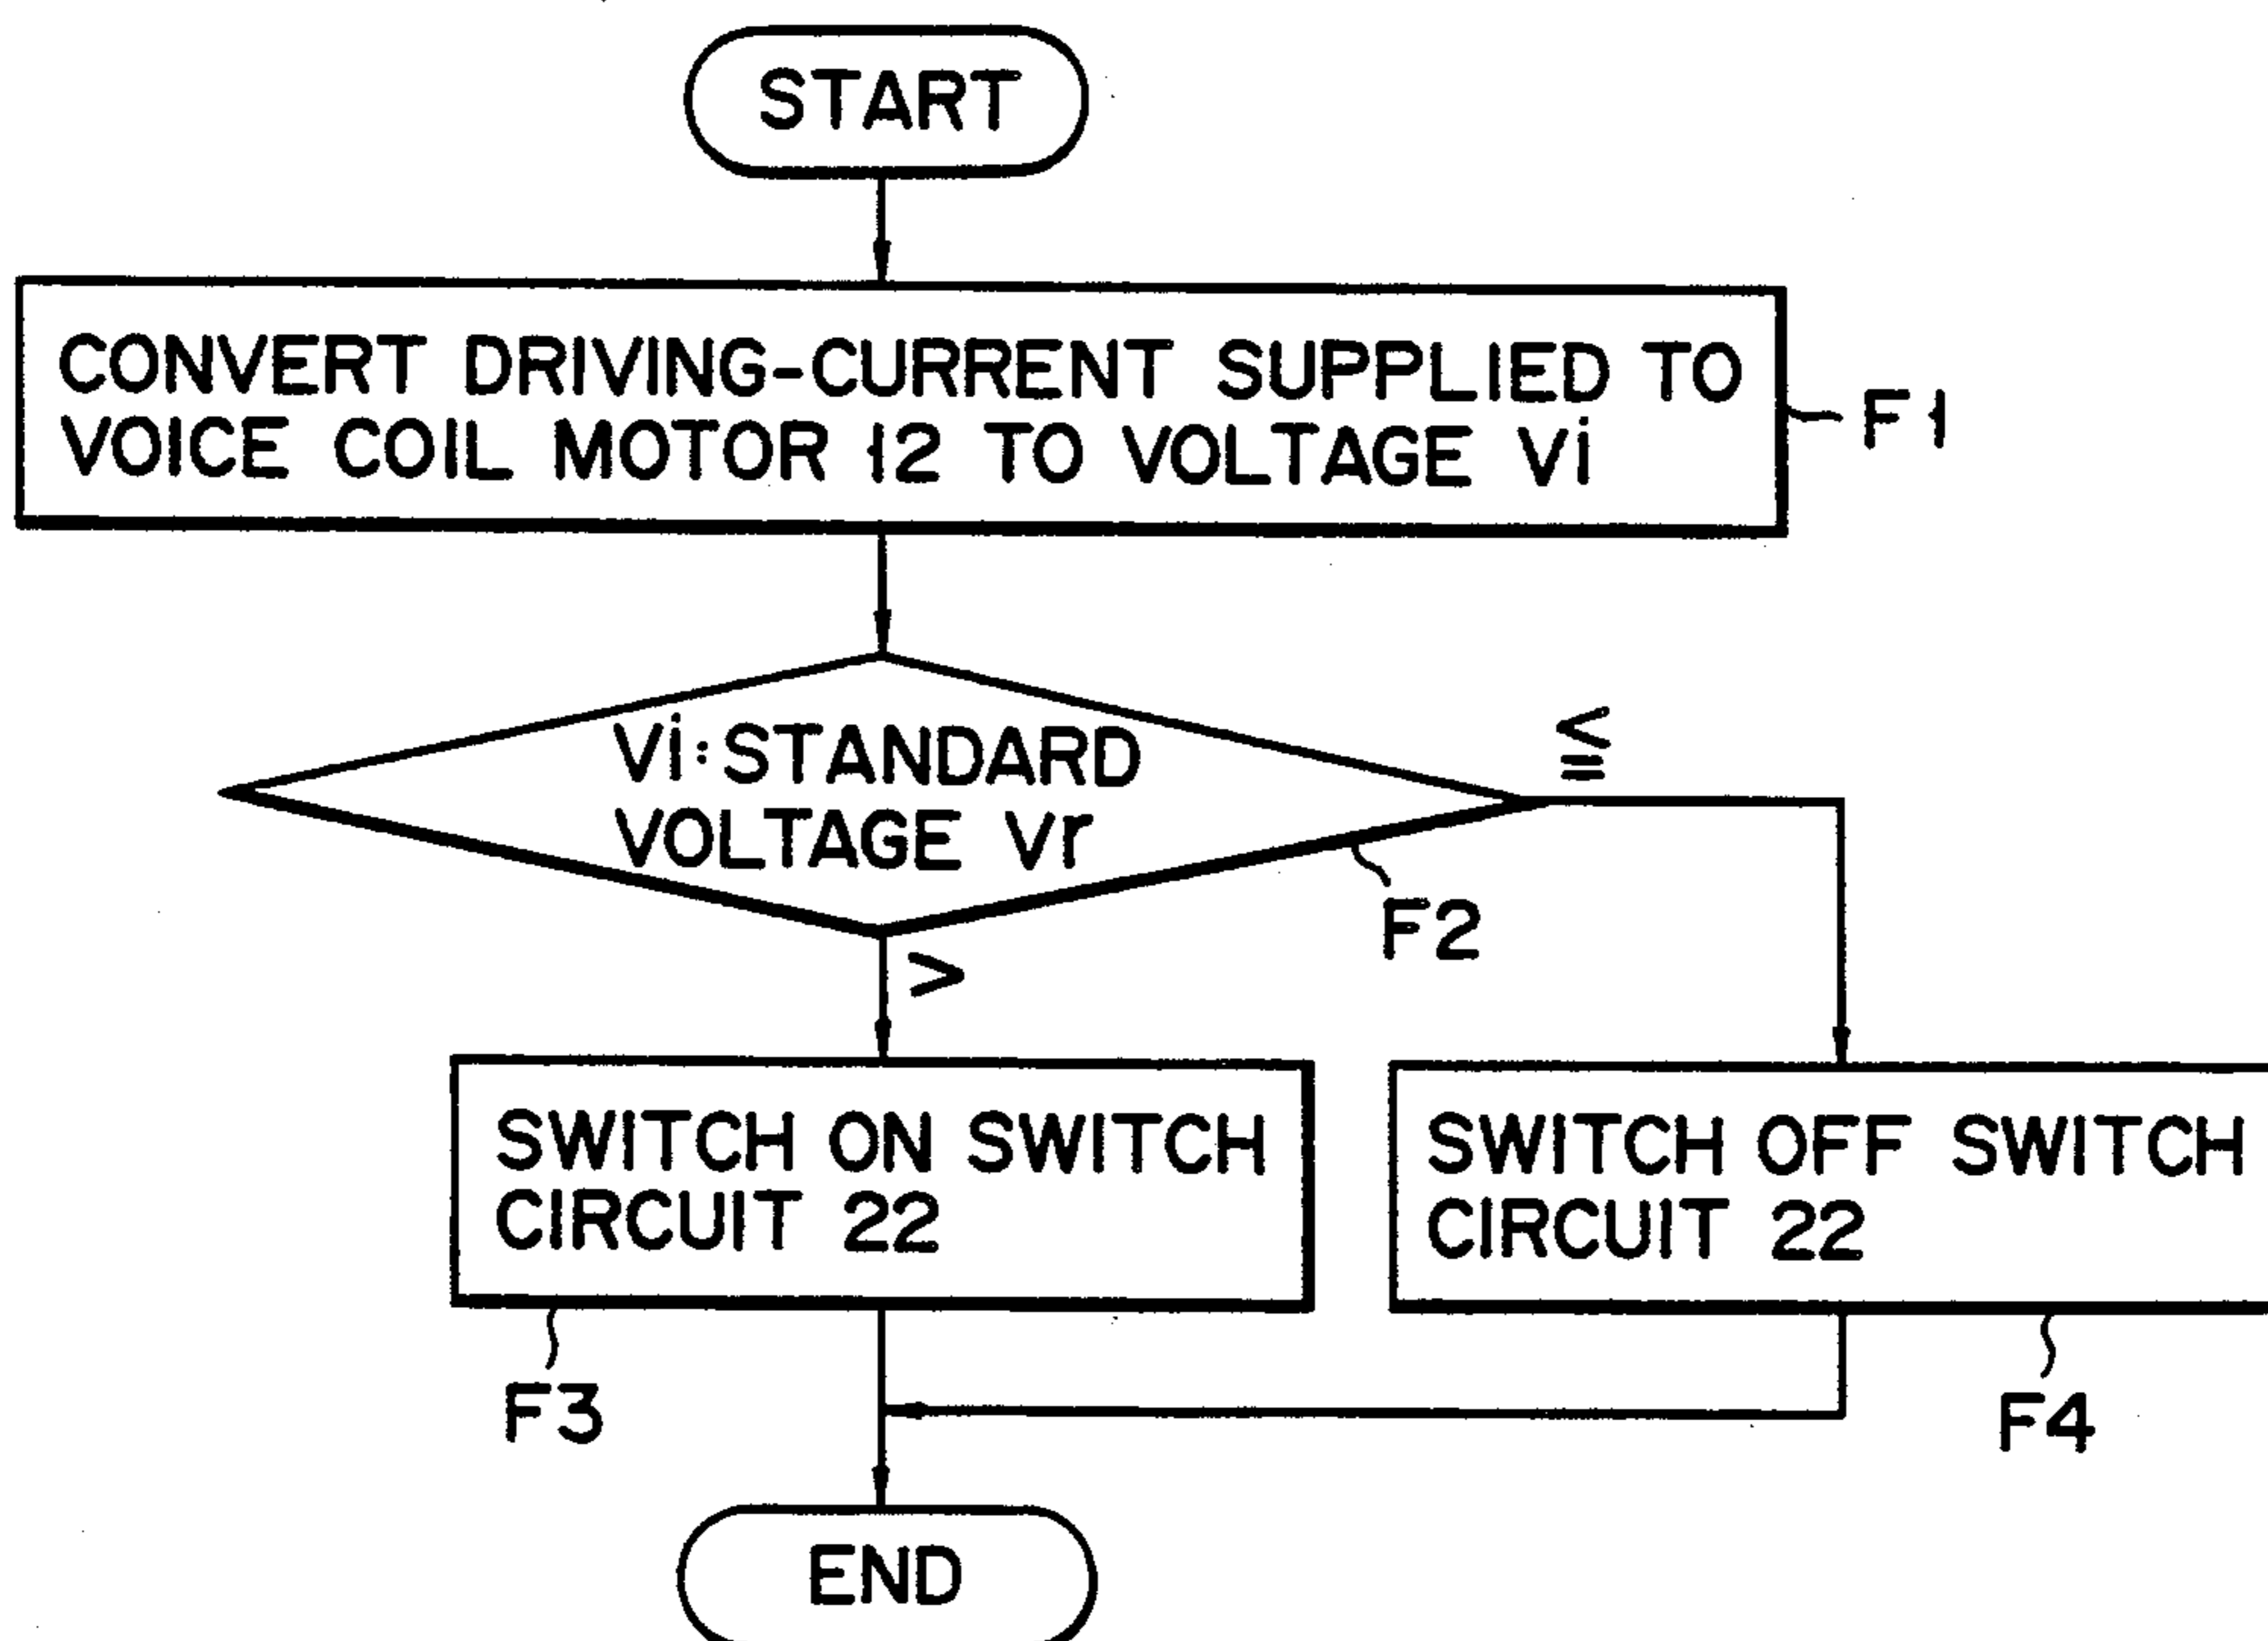 START
CONVERT DRIVING-CURRENT SUPPLIED TO
VOICE COIL MOTOR 12 TO VOLTAGE Vi
F1
Vi:STANDARD
VOLTAGE Vr
≦
F2
>
SWITCH ON SWITCH
CIRCUIT 22
F3
SWITCH OFF SWITCH
CIRCUIT 22
F4
END